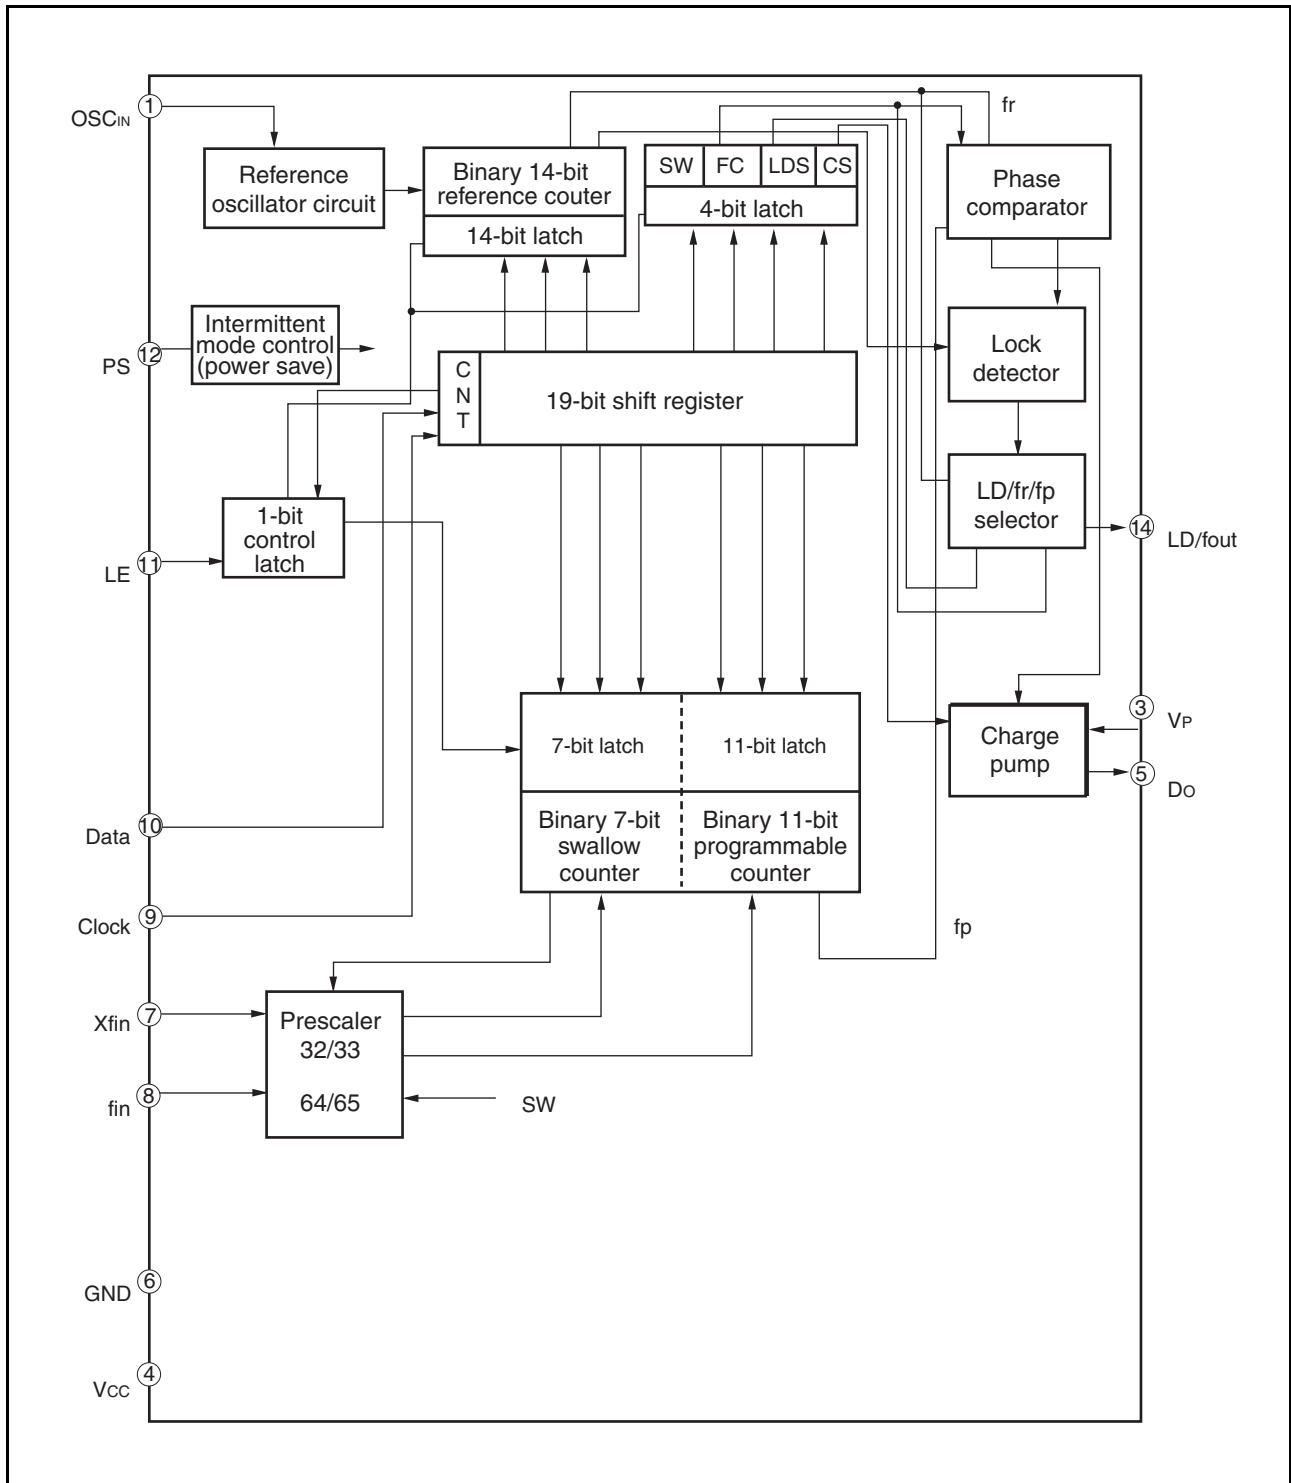 1
OSCIN
fr
Reference
oscillator circuit
Binary 14-bit
reference couter
14-bit latch
SW FC LDS CS
4-bit latch
Phase
comparator
12
PS
Intermittent
mode control
(power save)
C
N
T
19-bit shift register
Lock
detector
11
LE
1-bit
control
latch
LD/fr/fp
selector
14
LD/fout
7-bit latch
11-bit latch
Binary 7-bit
swallow
counter
Binary 11-bit
programmable
counter
Charge
pump
3
VP
5
DO
10
Data
9
Clock
fp
7
Xfin
8
fin
Prescaler
32/33
64/65
SW
6
GND
4
VCC